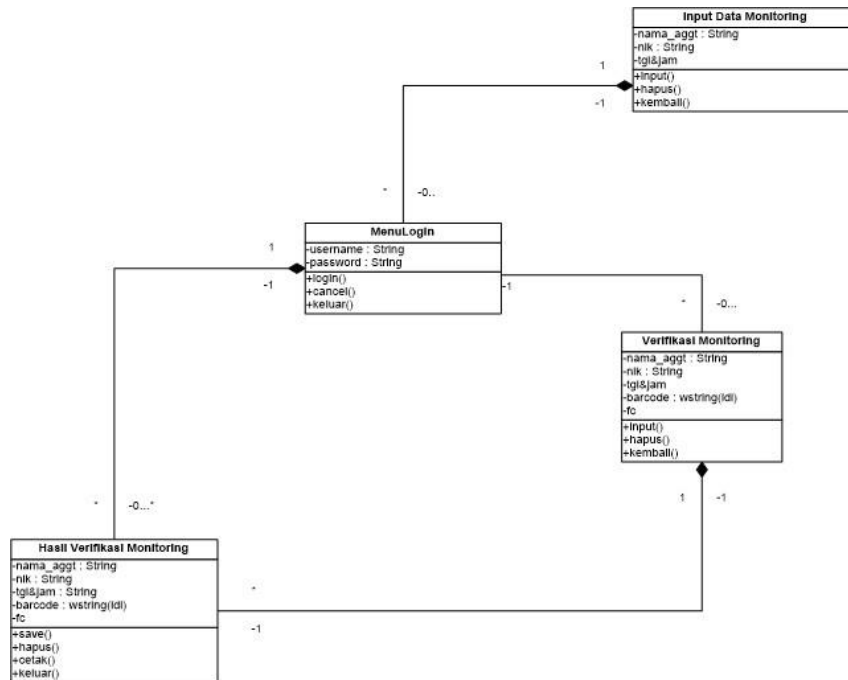 Input Data Monitoring
-nama_aggt : String
-nik : String
-tgl&jam
+input()
+hapus()
+kembali()
1
-1
*
-0..
MenuLogin
-username : String
-password : String
+login()
+cancel()
+keluar()
1
-1
-1
*
-0...
Verifikasi Monitoring
-nama_aggt : String
-nik : String
-tgl&jam
-barcode : wstring(idl)
-fc
+input()
+hapus()
+kembali()
1
-1
*
-0...*
Hasil Verifikasi Monitoring
-nama_aggt : String
-nik : String
-tgl&jam : String
-barcode : wstring(idl)
-fc
+save()
+hapus()
+cetak()
+keluar()
*
-1